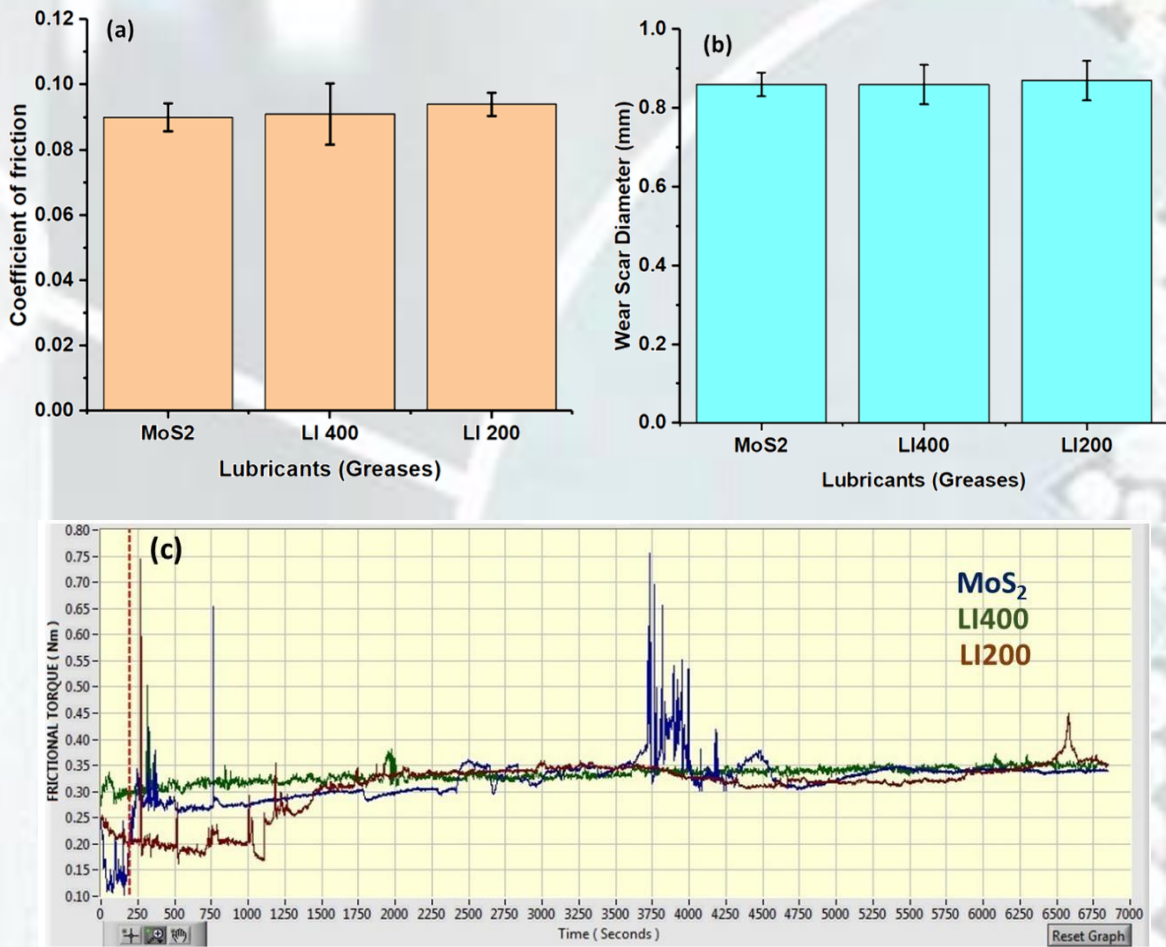 (a)
Coefficient of friction
0.12
0.10
0.08
0.06
0.04
0.02
0.00
MoS2 LI 400 LI 200
Lubricants (Greases)
(b)
Wear Scar Diameter (mm)
1.0
0.8
0.6
0.4
0.2
0.0
MoS2 LI400 LI200
Lubricants (Greases)
(c)
FRICTIONAL TORQUE ( Nm )
0.80
0.75
0.70
0.65
0.60
0.55
0.50
0.45
0.40
0.35
0.30
0.25
0.20
0.15
0.10
MoS₂
LI400
LI200
0 250 500 750 1000 1250 1500 1750 2000 2250 2500 2750 3000 3250 3500 3750 4000 4250 4500 4750 5000 5250 5500 5750 6000 6250 6500 6750 7000
Time ( Seconds )
Reset Graph